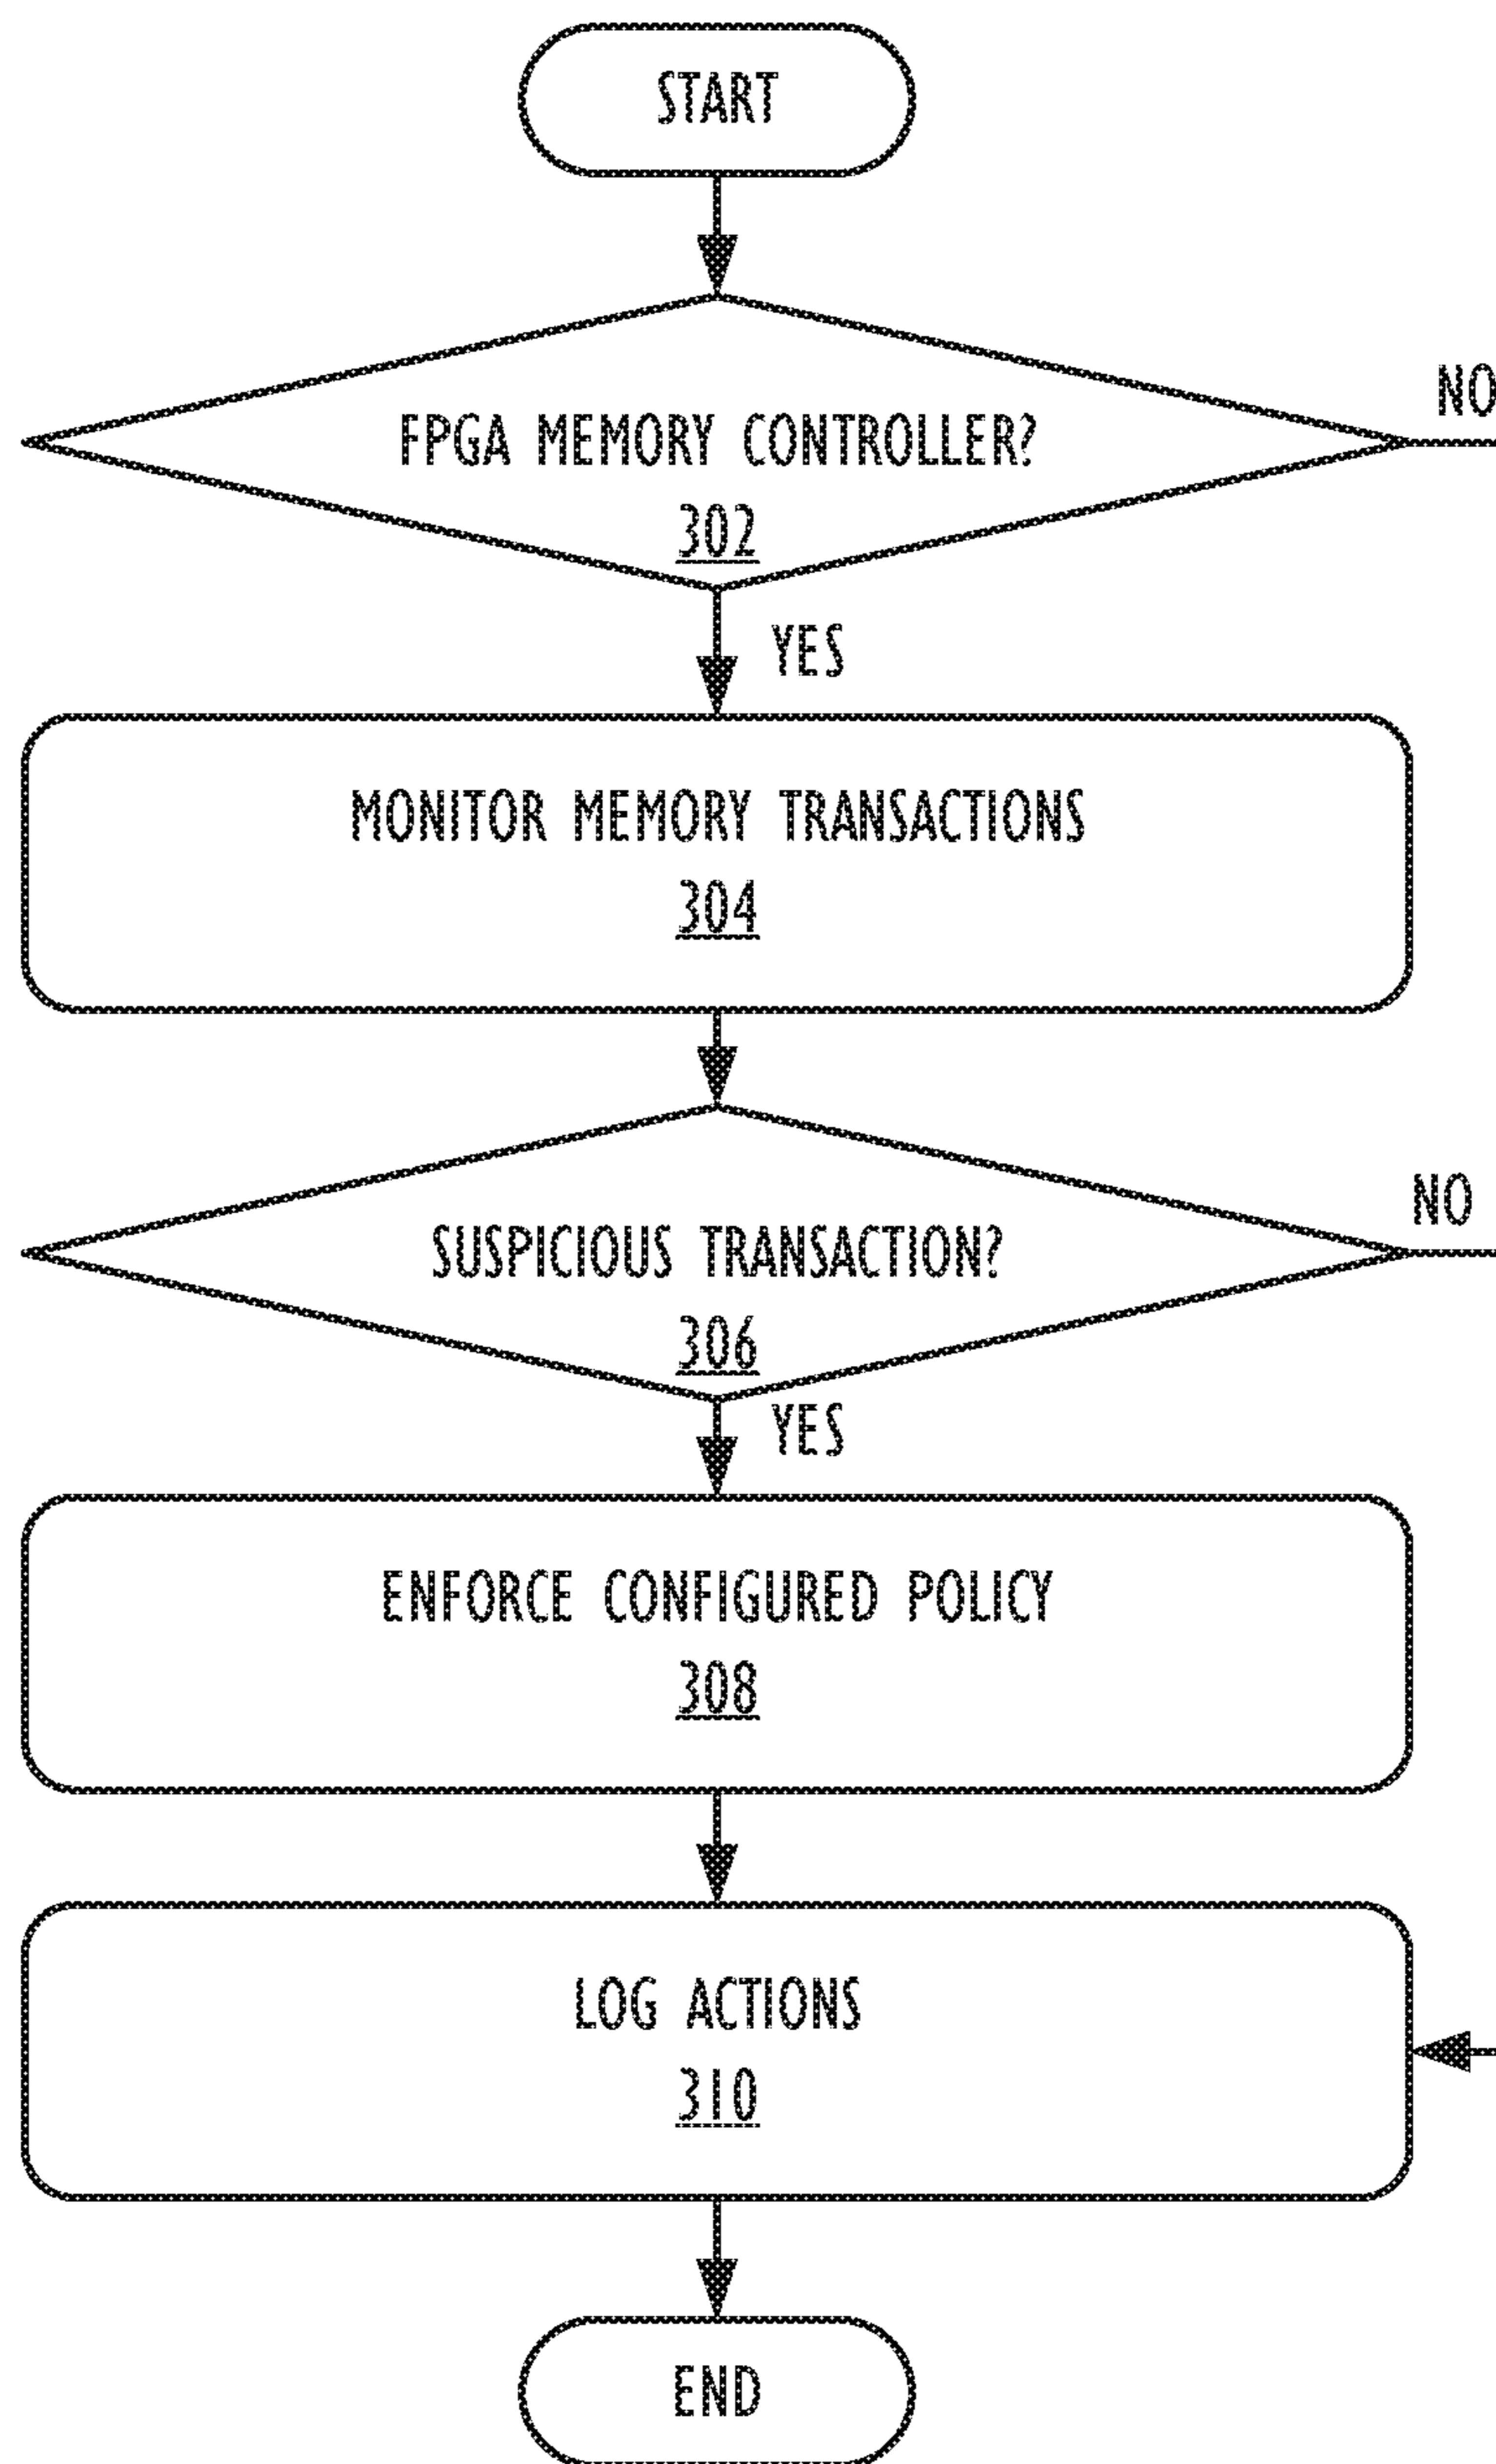 START
FPGA MEMORY CONTROLLER?
302
NO
YES
MONITOR MEMORY TRANSACTIONS
304
SUSPICIOUS TRANSACTION?
306
NO
YES
ENFORCE CONFIGURED POLICY
308
LOG ACTIONS
310
END